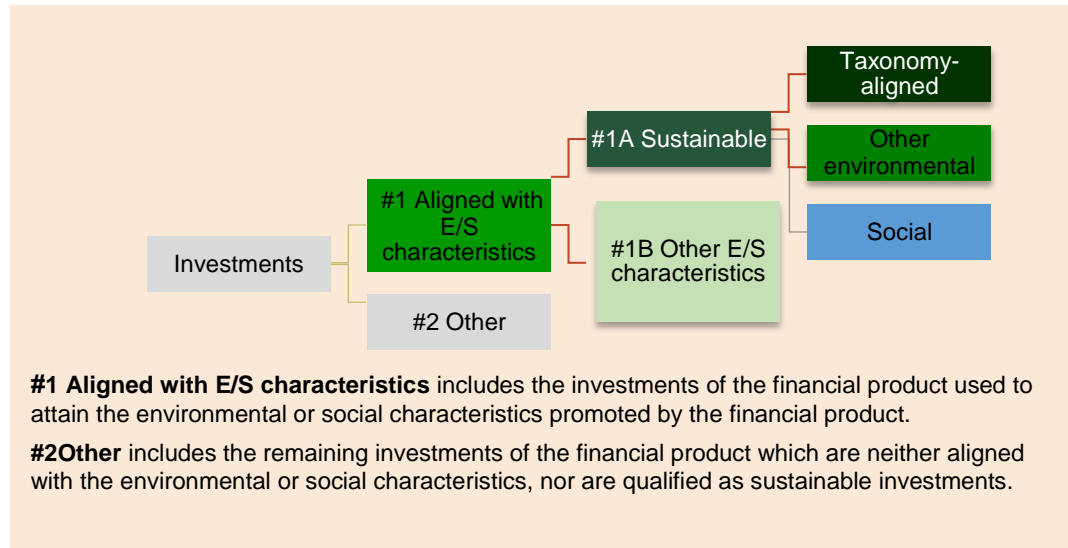 Taxonomy-
aligned
#1A Sustainable
Other
environmental
#1 Aligned with
E/S
characteristics
Social
#1B Other E/S
characteristics
Investments
#2 Other
#1 Aligned with E/S characteristics includes the investments of the financial product used to
attain the environmental or social characteristics promoted by the financial product.
#2Other includes the remaining investments of the financial product which are neither aligned
with the environmental or social characteristics, nor are qualified as sustainable investments.